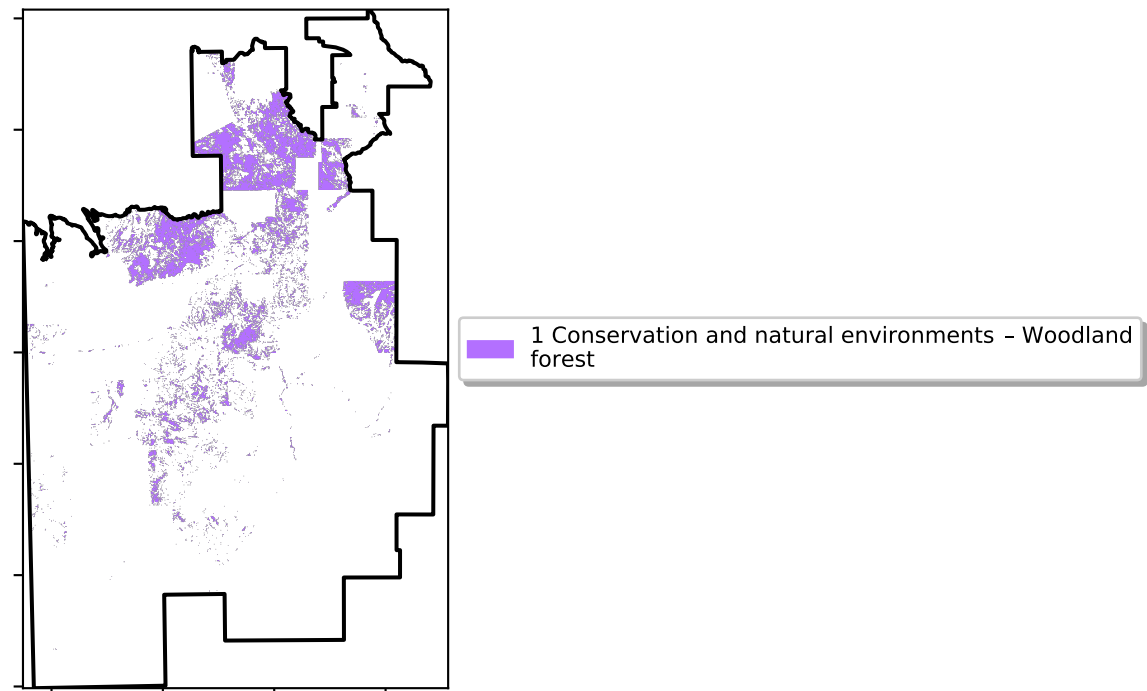 1 Conservation and natural environments – Woodland
forest